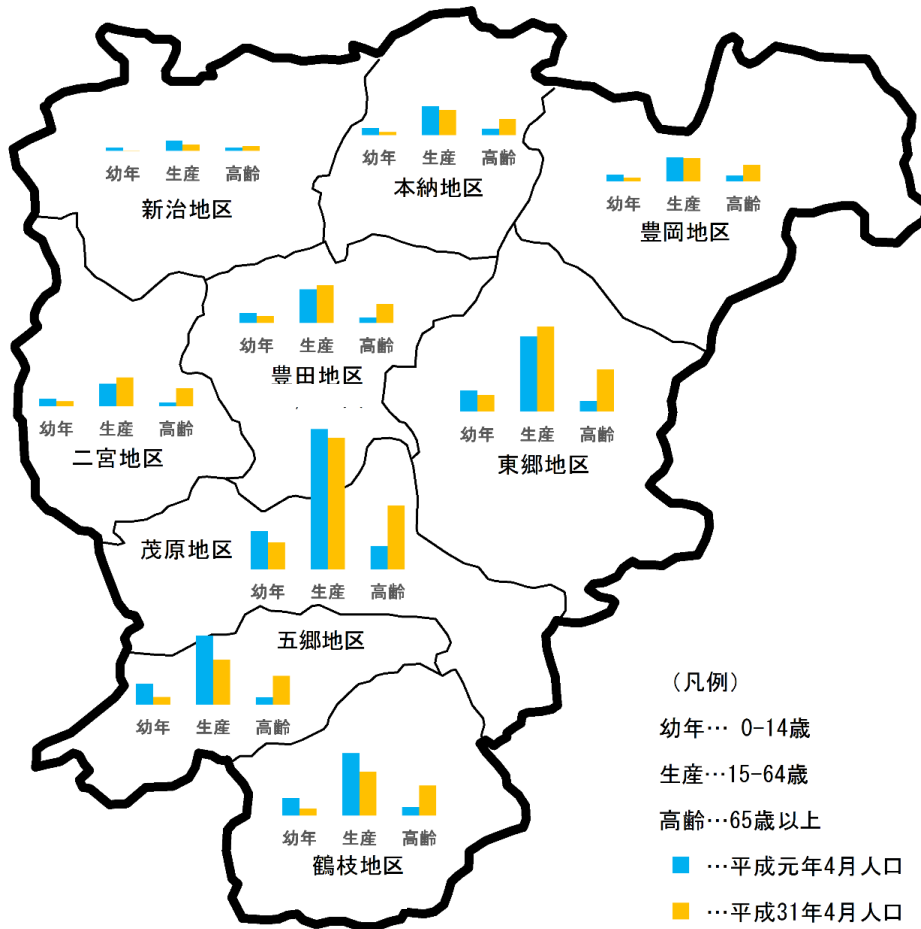 幼年 生産 高齢
本納地区
幼年 生産 高齢
新治地区
幼年 生産 高齢
豊岡地区
幼年 生産 高齢
豊田地区
幼年 生産 高齢
二宮地区
幼年 生産 高齢
東郷地区
茂原地区
幼年 生産 高齢
五郷地区
幼年 生産 高齢
幼年 生産 高齢
鶴枝地区
(凡例)
幼年… 0-14歳
生産…15-64歳
高齢…65歳以上
…平成元年4月人口
…平成31年4月人口